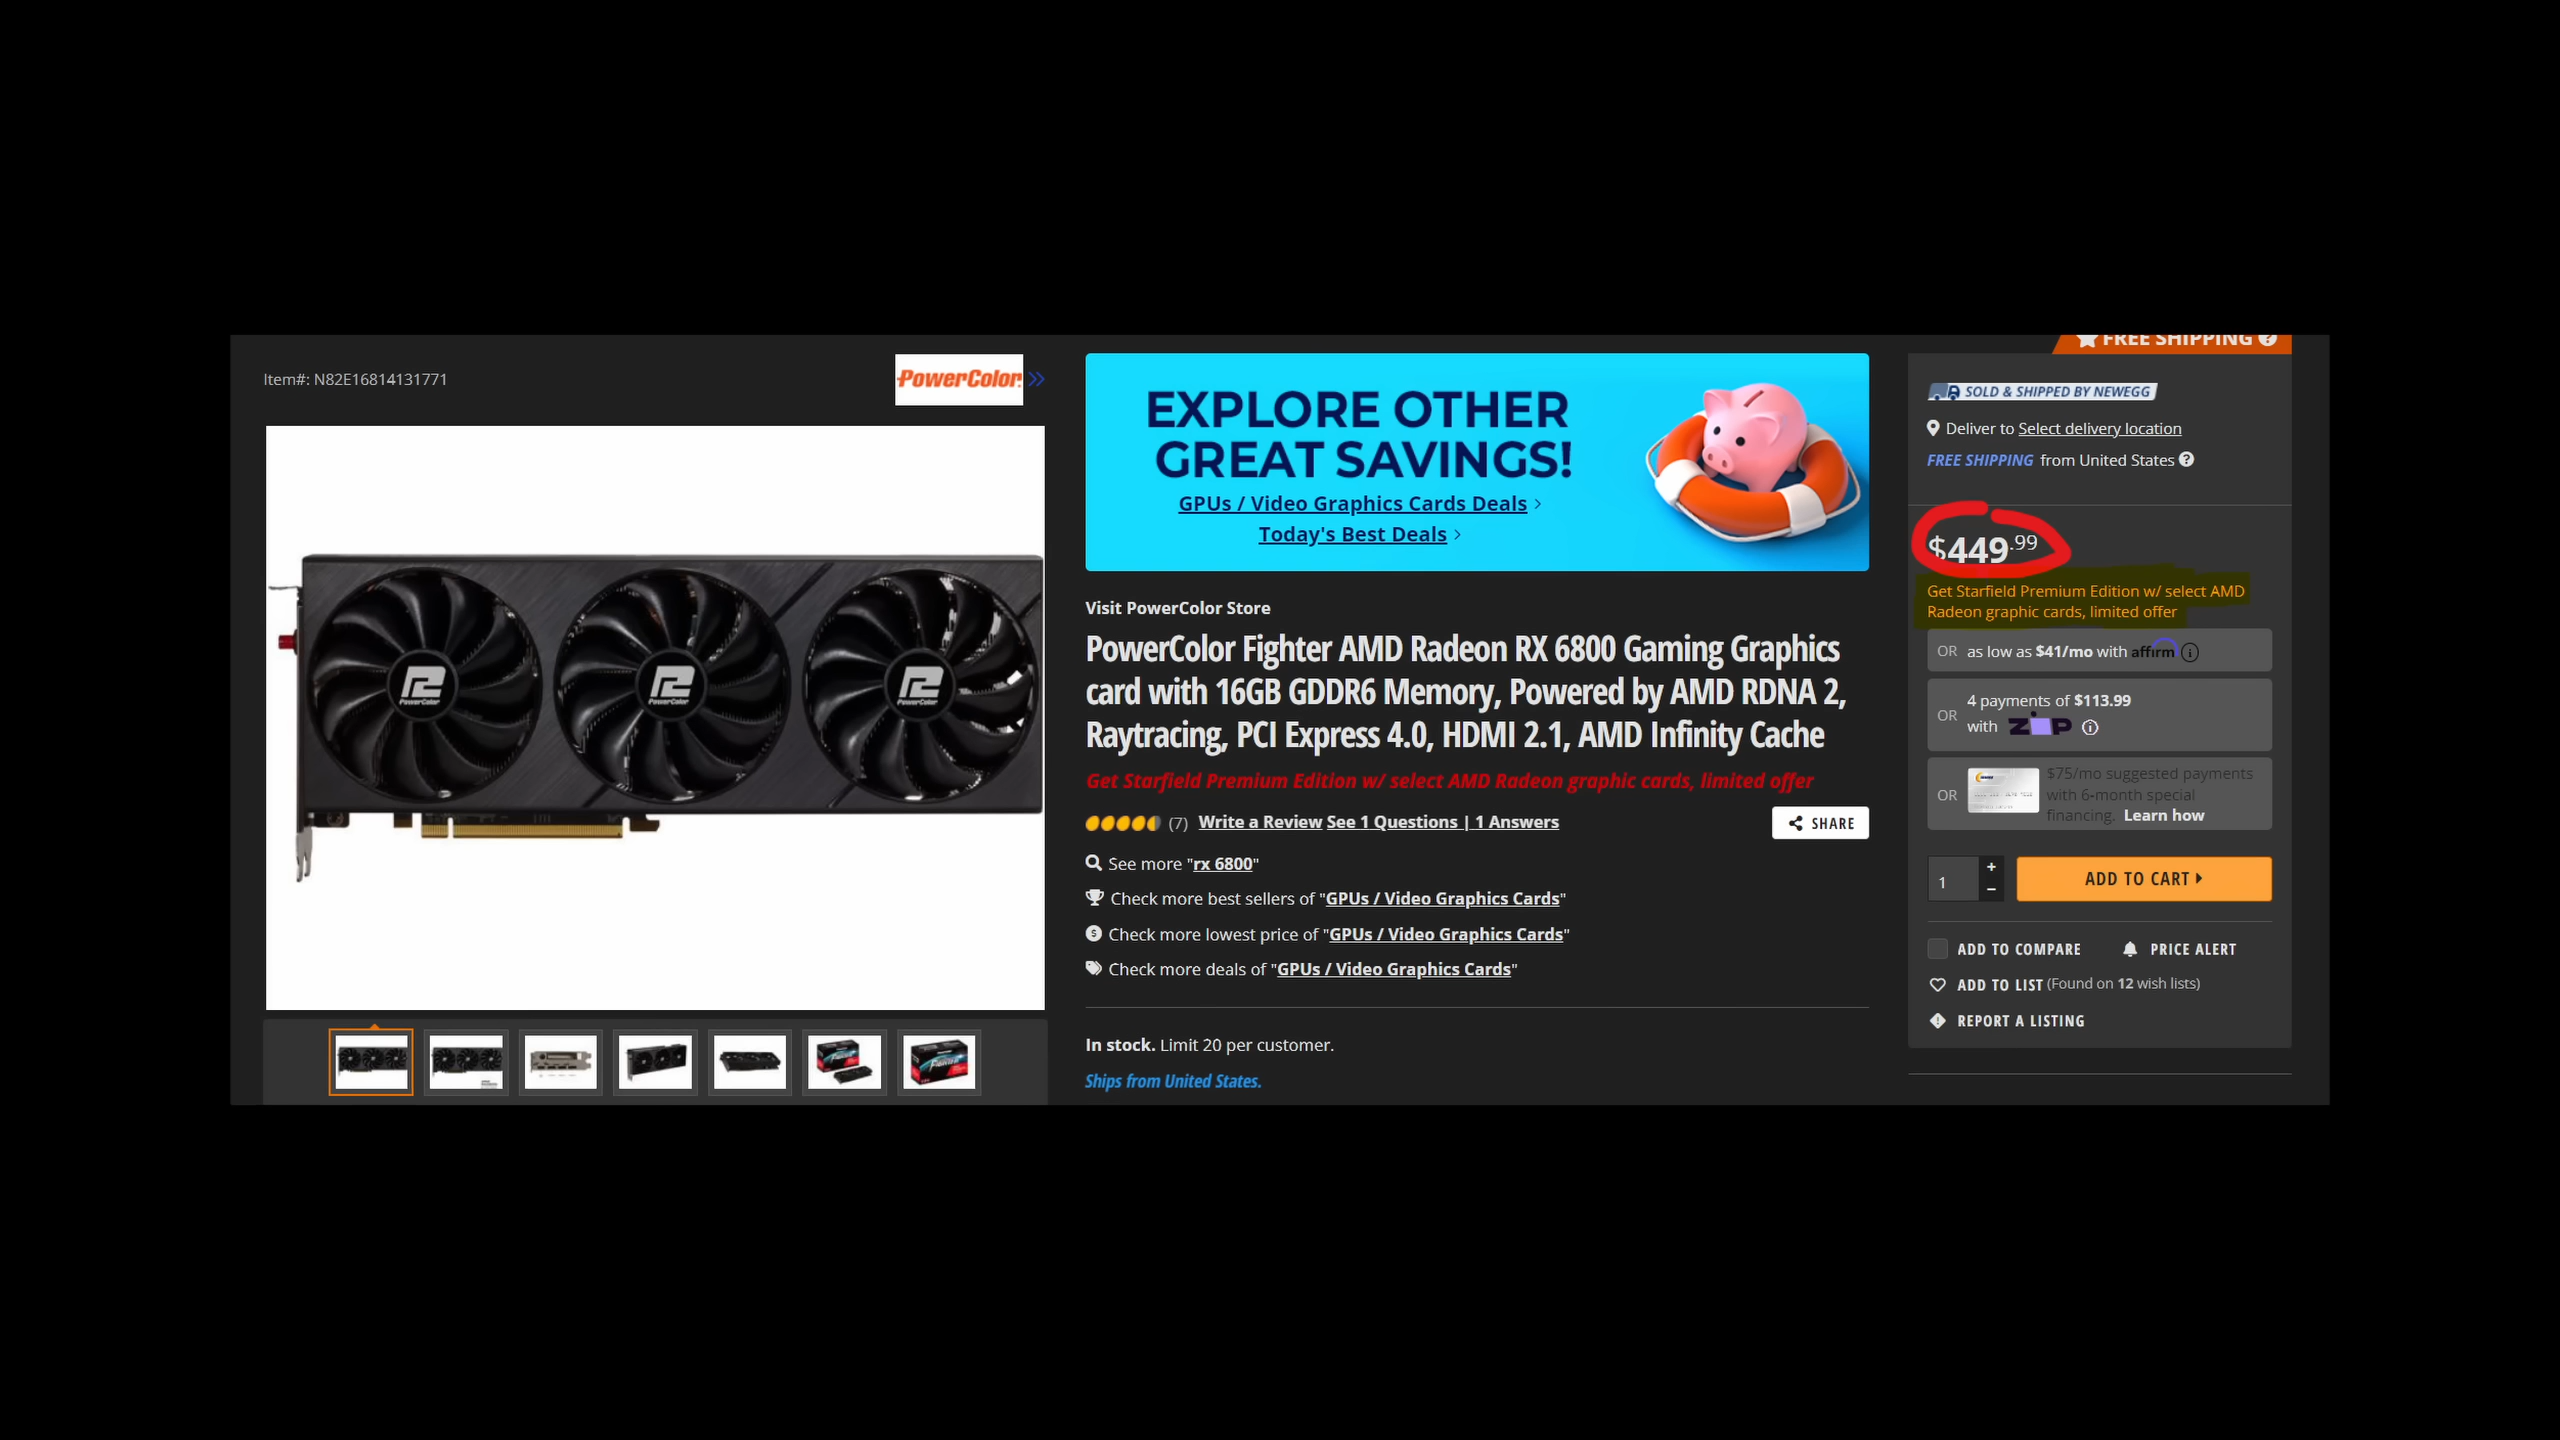 Item#: N82E16814131771
PowerColor
EXPLORE OTHER
GREAT SAVINGS!
GPUs / Video Graphics Cards Deals
Today's Best Deals
Visit PowerColor Store
PowerColor Fighter AMD Radeon RX 6800 Gaming Graphics
card with 16GB GDDR6 Memory, Powered by AMD RDNA 2,
Raytracing, PCI Express 4.0, HDMI 2.1, AMD Infinity Cache
Get Starfield Premium Edition w/ select AMD Radeon graphic cards, limited offer
(7) Write a Review See 1 Questions | 1 Answers
SHARE
See more "rx 6800"
Check more best sellers of "GPUs / Video Graphics Cards"
Check more lowest price of "GPUs / Video Graphics Cards"
Check more deals of "GPUs / Video Graphics Cards"
In stock. Limit 20 per customer.
Ships from United States.
FREE SHIPPING
SOLD & SHIPPED BY NEWEGG
Deliver to Select delivery location
FREE SHIPPING from United States
$449.99
Get Starfield Premium Edition w/ select AMD
Radeon graphic cards, limited offer
OR as low as $41/mo with affirm
OR 4 payments of $113.99
with ZIP
OR $75/mo suggested payments
with 6-month special
financing. Learn how
1
ADD TO CART
ADD TO COMPARE
PRICE ALERT
ADD TO LIST (Found on 12 wish lists)
REPORT A LISTING
PowerColor
PowerColor
PowerColor